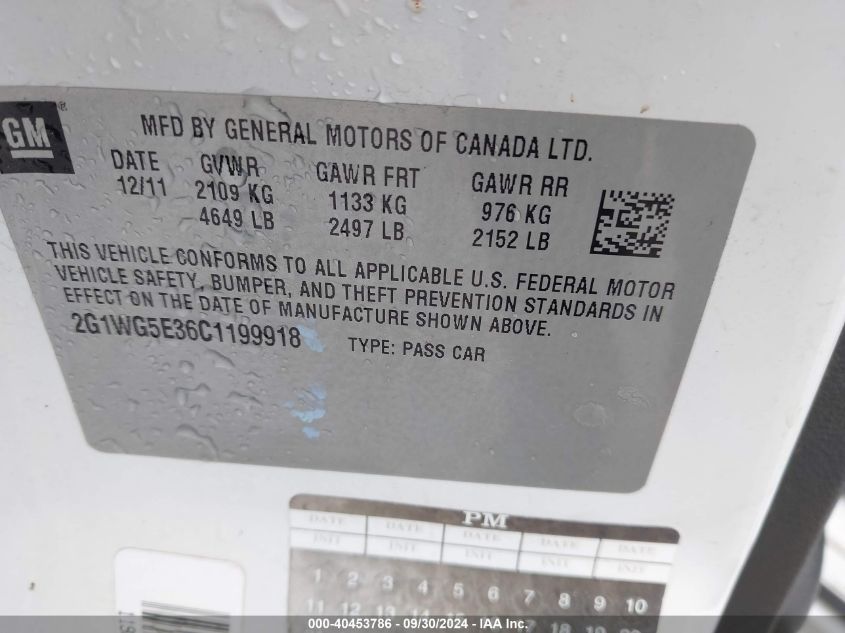 GM®
MFD BY GENERAL MOTORS OF CANADA LTD.
DATE GVWR GAWR FRT GAWR RR
12/11 2109 KG 1133 KG 976 KG
4649 LB 2497 LB 2152 LB
THIS VEHICLE CONFORMS TO ALL APPLICABLE U.S. FEDERAL MOTOR
VEHICLE SAFETY, BUMPER, AND THEFT PREVENTION STANDARDS IN
EFFECT ON THE DATE OF MANUFACTURE SHOWN ABOVE.
2G1WG5E36C1199918 TYPE: PASS CAR
PM
DATE DATE DATE DATE DATE
INIT INIT INIT INIT INIT
1 2 3 4 5 6 7 8 9 10
11 12 13 14
000-40453786 - 09/30/2024 - IAA Inc.